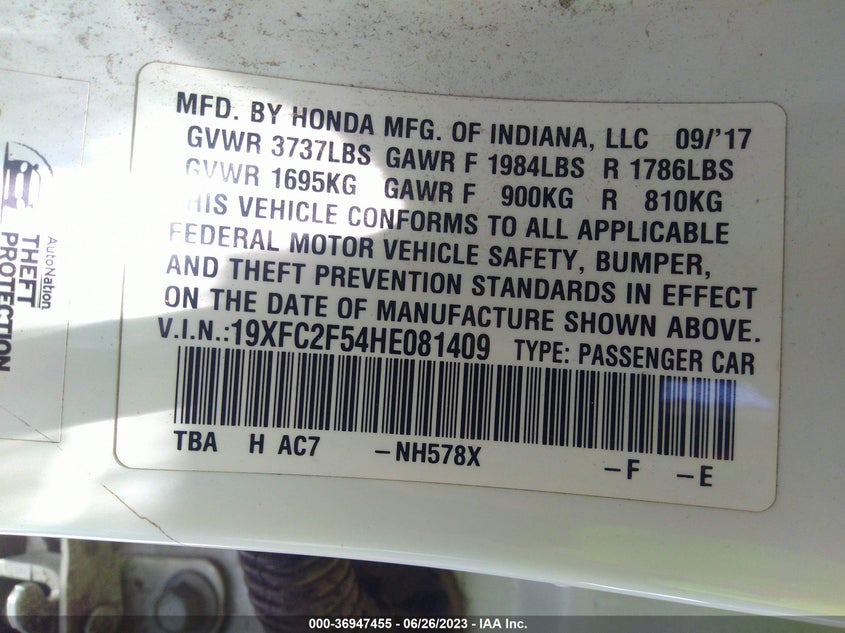 MFD. BY HONDA MFG. OF INDIANA, LLC 09/'17
GVWR 3737LBS GAWR F 1984LBS R 1786LBS
GVWR 1695KG GAWR F 900KG R 810KG
HIS VEHICLE CONFORMS TO ALL APPLICABLE
FEDERAL MOTOR VEHICLE SAFETY, BUMPER,
AND THEFT PREVENTION STANDARDS IN EFFECT
ON THE DATE OF MANUFACTURE SHOWN ABOVE.
V.I.N.:19XFC2F54HE081409 TYPE: PASSENGER CAR
TBA H AC7 -NH578X -F -E
AutoNation
THEFT
PROTECTION
000-36947455 - 06/26/2023 - IAA Inc.